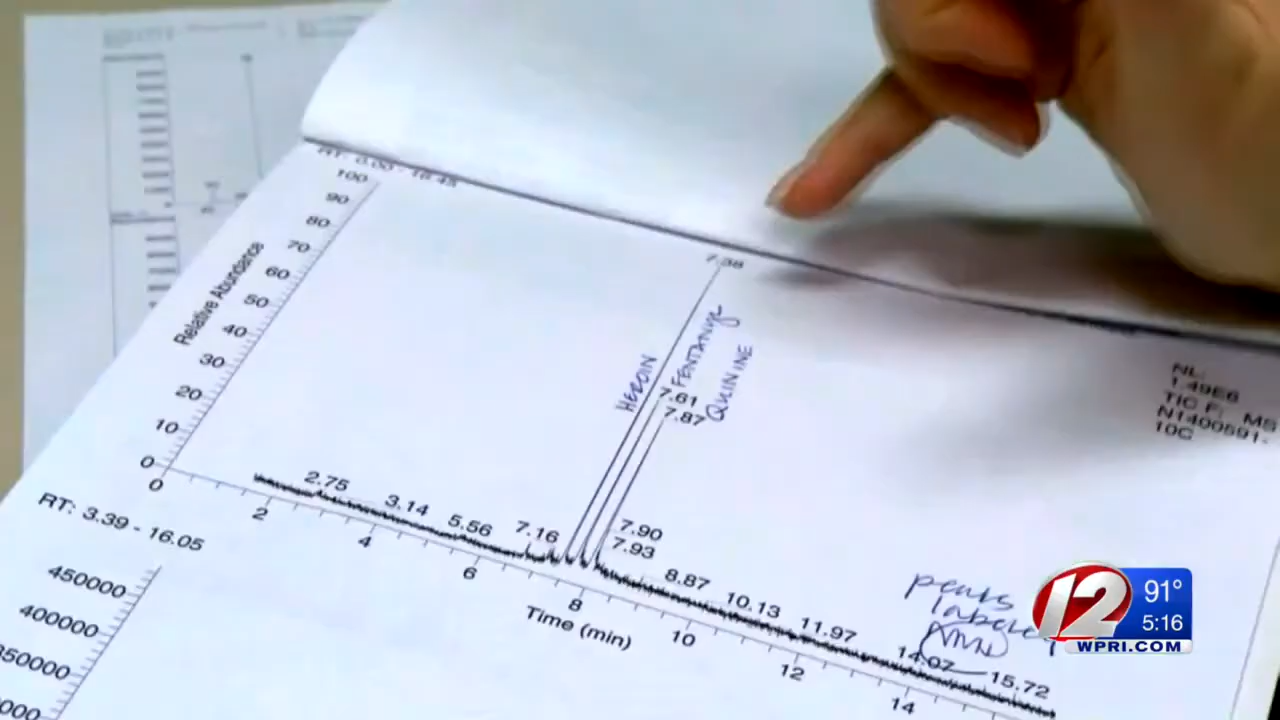 RT: 0.00 - 16.45
100
90
80
70
60
50
40
30
20
10
0
Relative Abundance
7.38
HEROIN
FENTANYL
QUININE
7.61
7.87
NL:
1.49E6
TIC F: MS
N1400591-
10C
2.75
3.14
5.56
7.16
7.90
7.93
8.87
10.13
11.97
14.07
15.72
0
2
4
6
8
10
12
14
Time (min)
peaks
labeled
RT: 3.39 - 16.05
450000
400000
12
91°
5:16
WPRI.COM